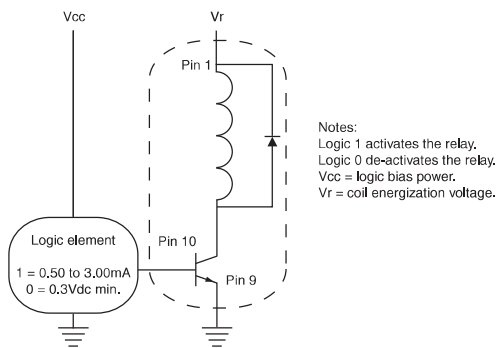 Vcc
Vr
Pin 1
Notes:
Logic 1 activates the relay.
Logic 0 de-activates the relay.
Vcc = logic bias power.
Vr = coil energization voltage.
Logic element
1 = 0.50 to 3.00mA
0 = 0.3Vdc min.
Pin 10
Pin 9